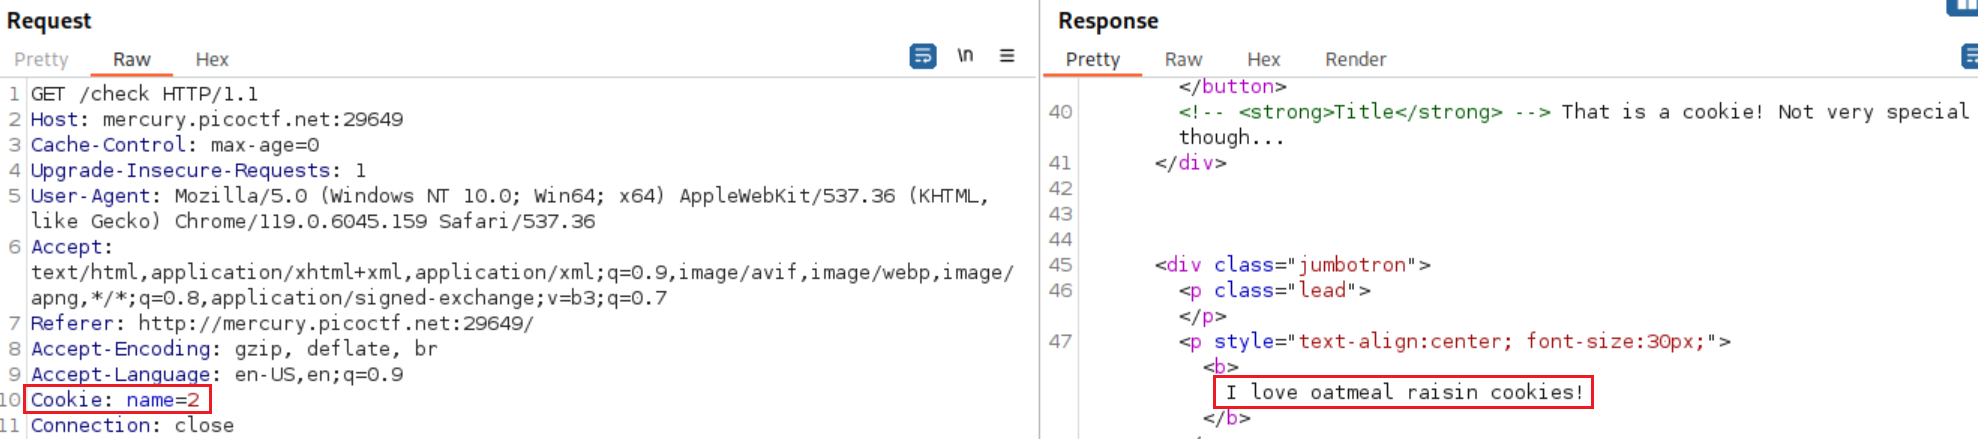 Request
Pretty Raw Hex
\n
1 GET /check HTTP/1.1
2 Host: mercury.picoctf.net:29649
3 Cache-Control: max-age=0
4 Upgrade-Insecure-Requests: 1
5 User-Agent: Mozilla/5.0 (Windows NT 10.0; Win64; x64) AppleWebKit/537.36 (KHTML,
like Gecko) Chrome/119.0.6045.159 Safari/537.36
6 Accept:
text/html,application/xhtml+xml,application/xml;q=0.9,image/avif,image/webp,image/
apng,*/*;q=0.8,application/signed-exchange;v=b3;q=0.7
7 Referer: http://mercury.picoctf.net:29649/
8 Accept-Encoding: gzip, deflate, br
9 Accept-Language: en-US,en;q=0.9
10 Cookie: name=2
11 Connection: close
Response
Pretty Raw Hex Render
</button>
40 <!-- <strong>Title</strong> --> That is a cookie! Not very special
though...
41 </div>
42
43
44
45 <div class="jumbotron">
46 <p class="lead">
</p>
47 <p style="text-align:center; font-size:30px;">
<b>
I love oatmeal raisin cookies!
</b>